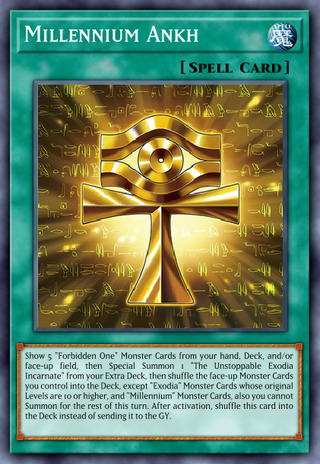 Millennium Ankh
[Spell Card]
Show 5 "Forbidden One" Monster Cards from your hand, Deck, and/or
face-up field, then Special Summon 1 "The Unstoppable Exodia
Incarnate" from your Extra Deck, then shuffle the face-up Monster Cards
you control into the Deck, except "Exodia" Monster Cards whose original
Levels are 10 or higher, and "Millennium" Monster Cards, also you cannot
Summon for the rest of this turn. After activation, shuffle this card into
the Deck instead of sending it to the GY.